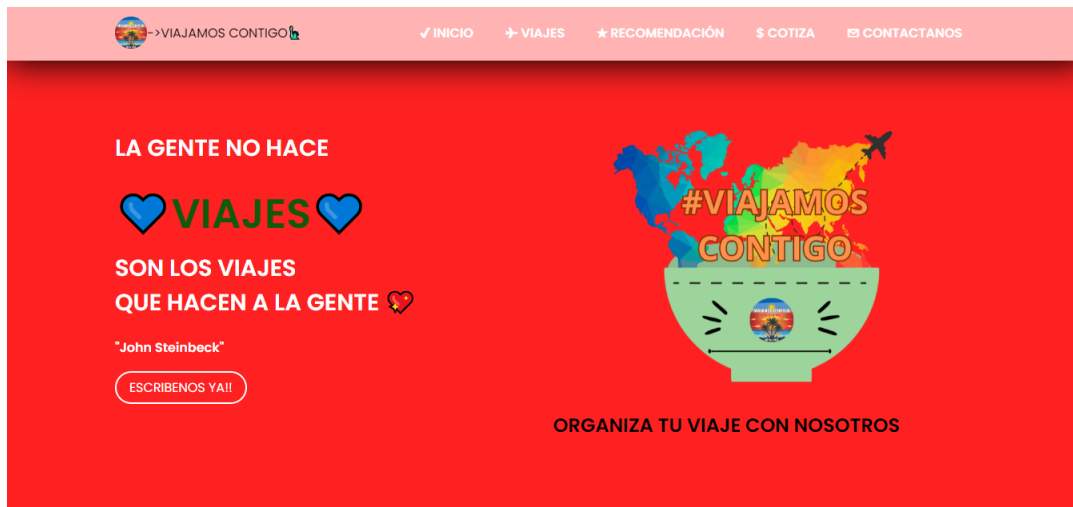 ->VIAJAMOS CONTIGO
✓ INICIO
✈ VIAJES
★ RECOMENDACIÓN
$ COTIZA
✉ CONTACTANOS
LA GENTE NO HACE
💙VIAJES💙
SON LOS VIAJES
QUE HACEN A LA GENTE 💖
"John Steinbeck"
ESCRIBENOS YA!!
#VIAJAMOS
CONTIGO
ORGANIZA TU VIAJE CON NOSOTROS